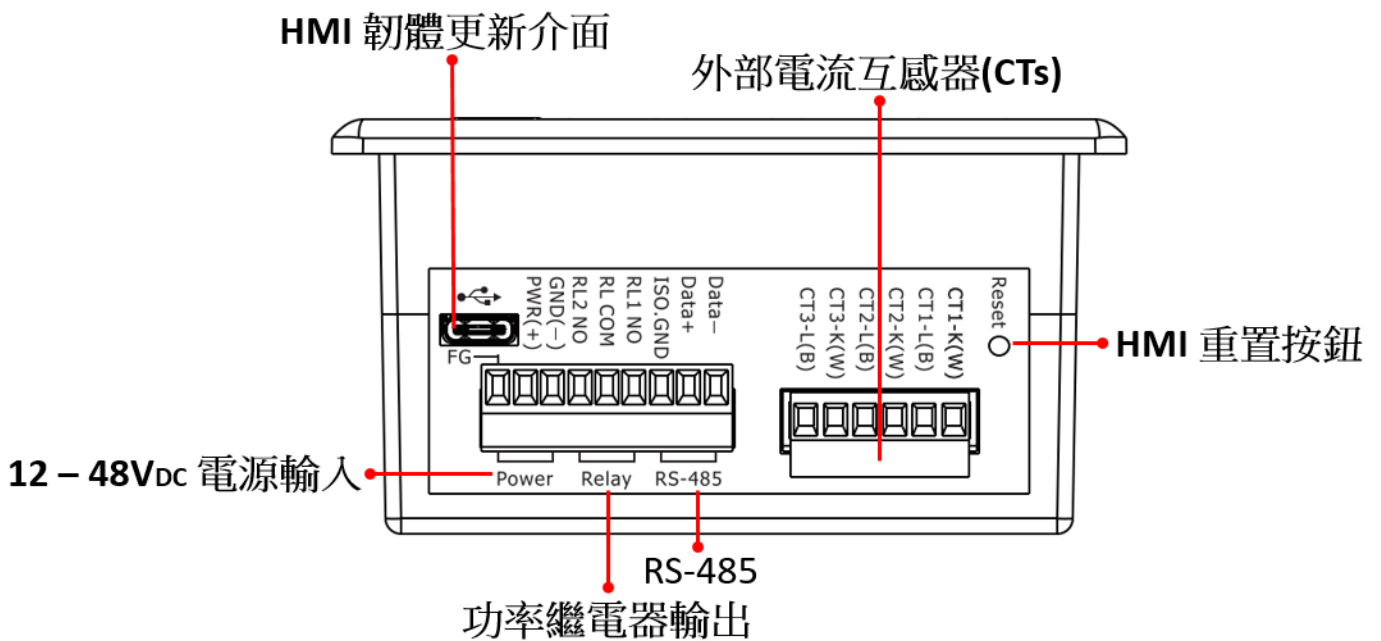 HMI 韌體更新介面
外部電流互感器(CTs)
FG
PWR(+)
GND(−)
RL2 NO
RL COM
RL1 NO
ISO.GND
Data+
Data−
CT3-L(B)
CT3-K(W)
CT2-L(B)
CT2-K(W)
CT1-L(B)
CT1-K(W)
Reset
HMI 重置按鈕
12 – 48VDC 電源輸入
Power Relay RS-485
RS-485
功率繼電器輸出